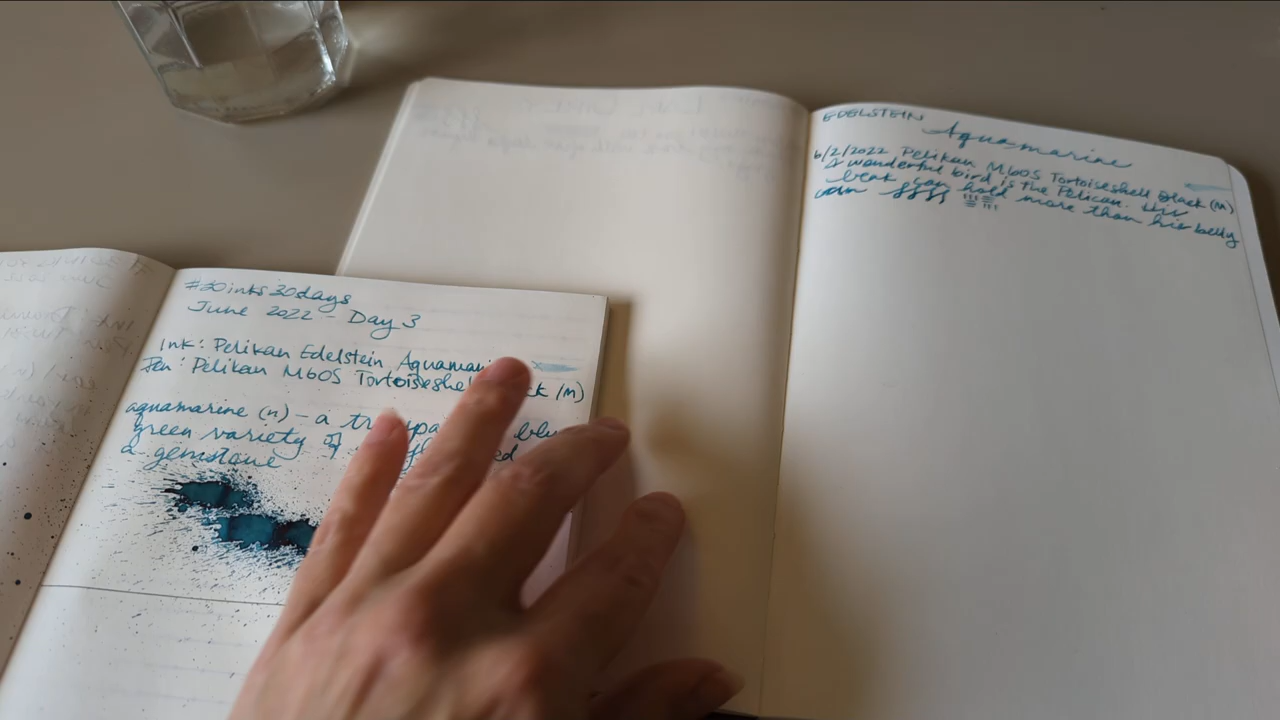 #30inks30days
June 2022 - Day 3
Ink: Pelikan Edelstein
Pen: Pelikan M605 Tortoiseshel ck (M)
aquamarine (n) - a
green variety of
a gemstone
EDELSTEIN
Aquamarine
6/2/2022 Pelikan M605 Tortoiseshell Black (M)
A wonderful bird is the Pelican. His
beak can hold more than his belly
can